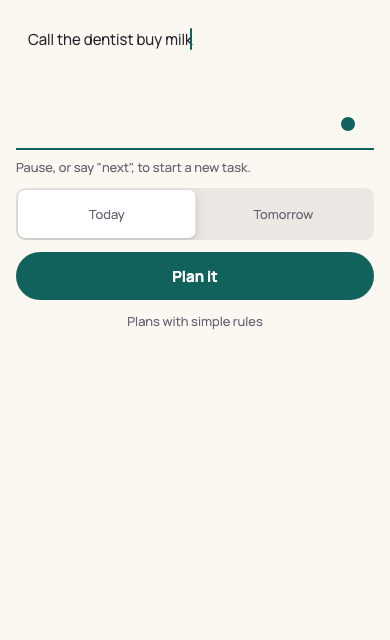 Call the dentist buy milk
Pause, or say "next", to start a new task.
Today
Tomorrow
Plan it
Plans with simple rules